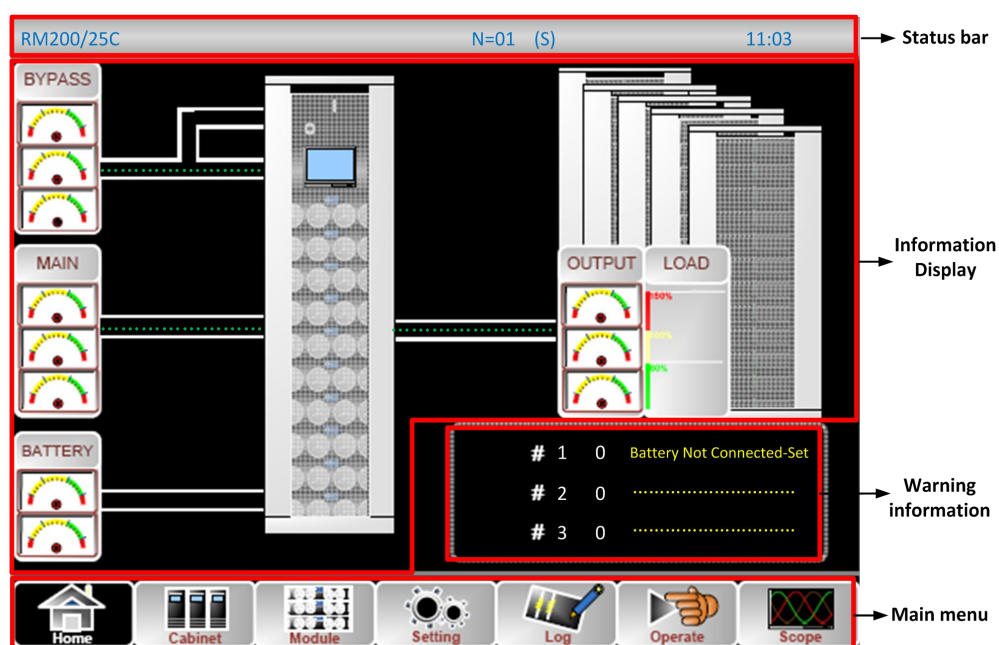 RM200/25C N=01 (S) 11:03
Status bar
BYPASS
MAIN
BATTERY
OUTPUT LOAD
150%
100%
80%
Information
Display
# 1 0 Battery Not Connected-Set
# 2 0 ..............................
# 3 0 ..............................
Warning
information
Home Cabinet Module Setting Log Operate Scope
Main menu